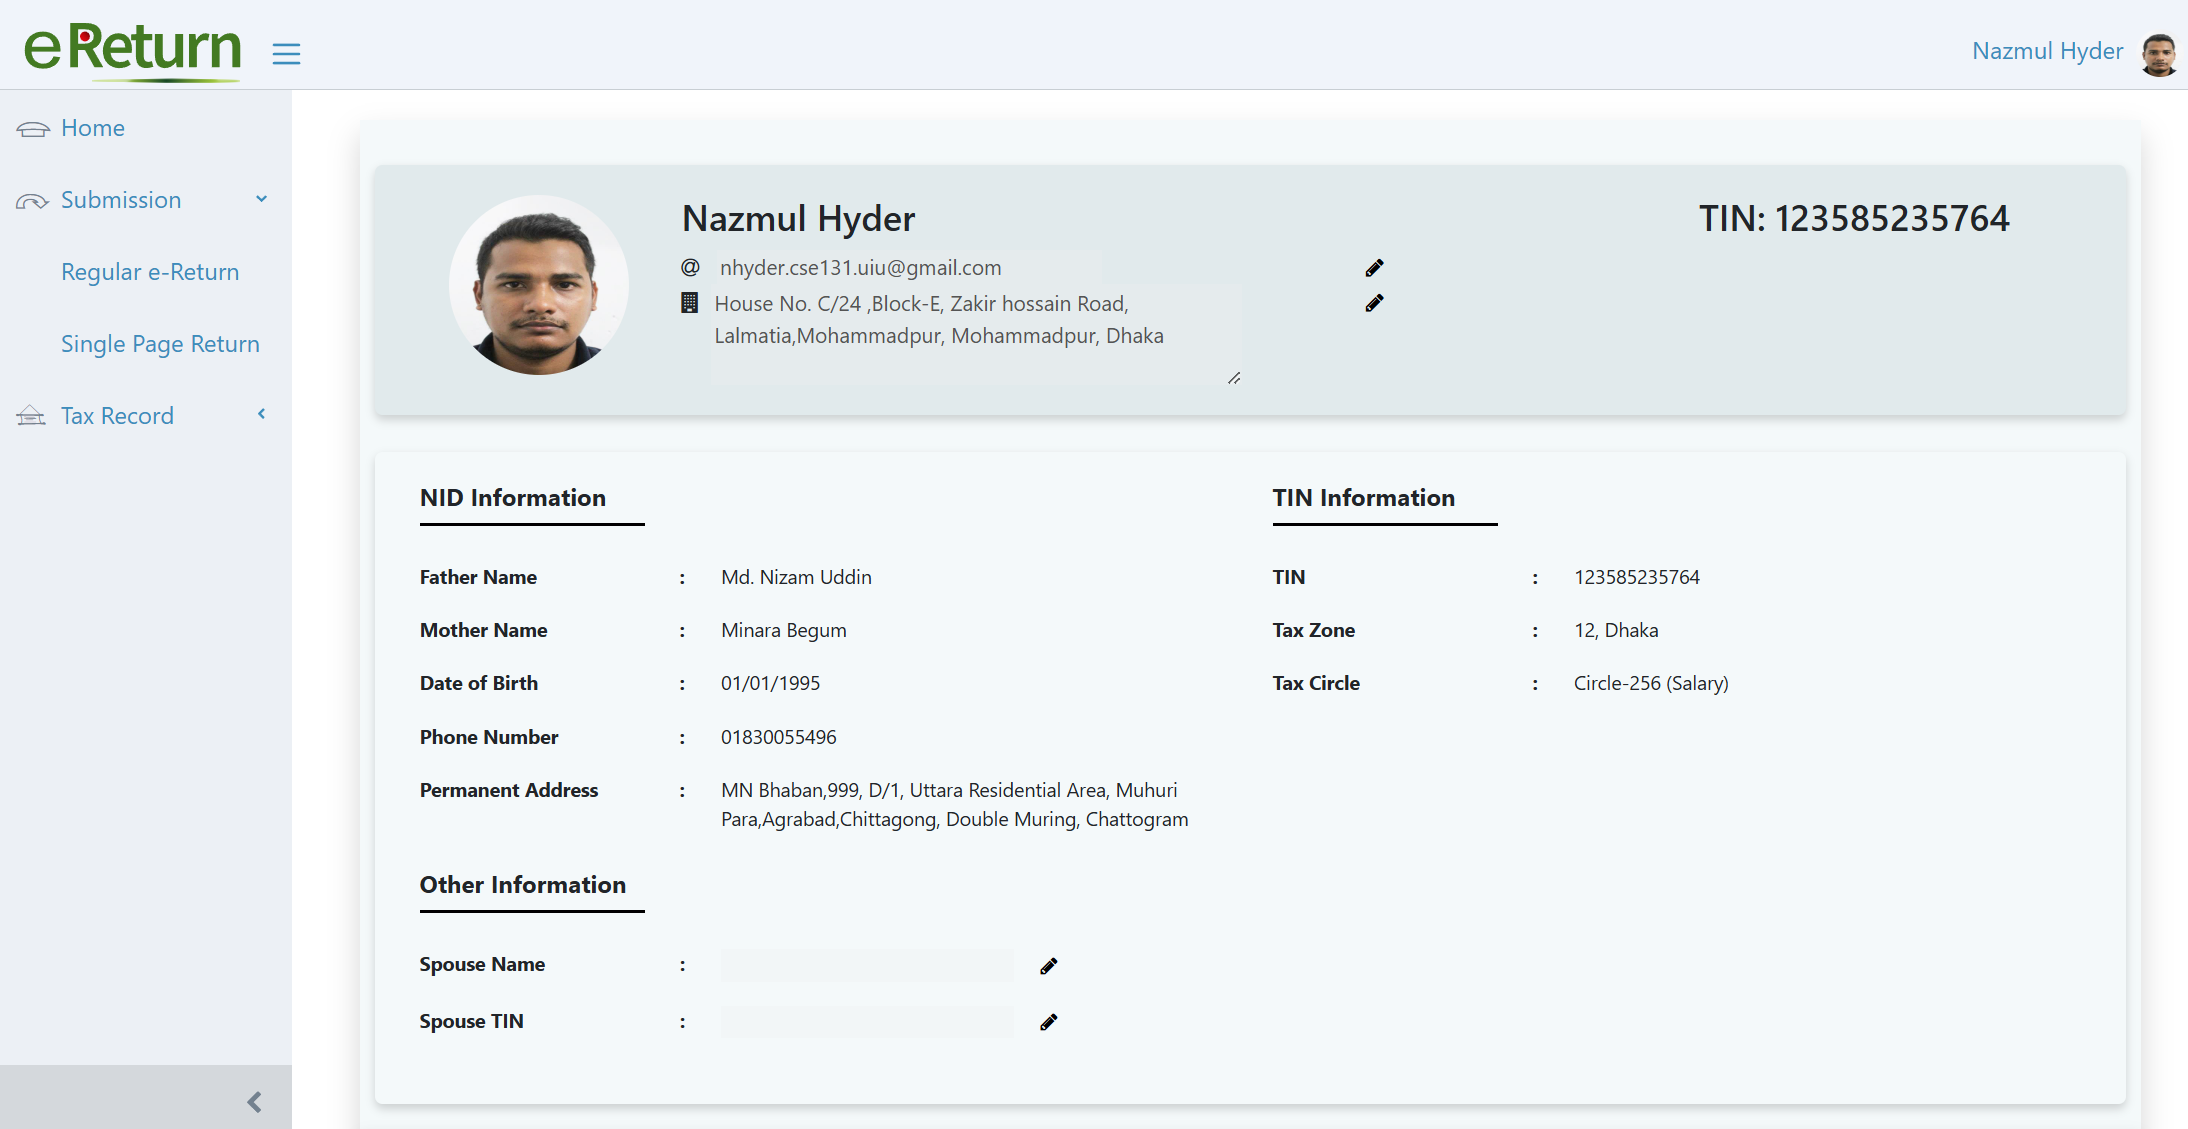 eReturn
Nazmul Hyder
Home
Submission
Regular e-Return
Single Page Return
Tax Record
Nazmul Hyder
TIN: 123585235764
nhyder.cse131.uiu@gmail.com
House No. C/24 ,Block-E, Zakir hossain Road,
Lalmatia,Mohammadpur, Mohammadpur, Dhaka
NID Information
Father Name : Md. Nizam Uddin
Mother Name : Minara Begum
Date of Birth : 01/01/1995
Phone Number : 01830055496
Permanent Address : MN Bhaban,999, D/1, Uttara Residential Area, Muhuri
Para,Agrabad,Chittagong, Double Muring, Chattogram
TIN Information
TIN : 123585235764
Tax Zone : 12, Dhaka
Tax Circle : Circle-256 (Salary)
Other Information
Spouse Name :
Spouse TIN :